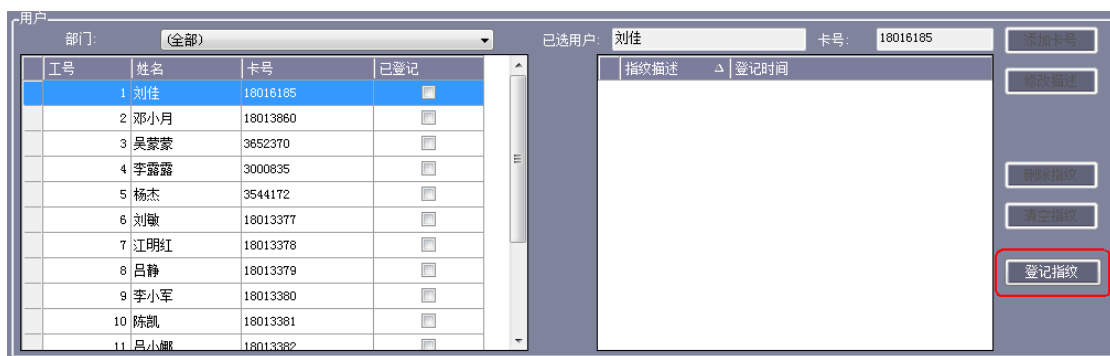 用户
部门: (全部) 已选用户: 刘佳 卡号: 18016185 添加卡号
工号 姓名 卡号 已登记 指纹描述 登记时间
修改描述
1 刘佳 18016185
2 邓小月 18013860
3 吴蒙蒙 3652370
4 李露露 3000835
删除指纹
5 杨杰 3544172
6 刘敏 18013377
清空指纹
7 江明红 18013378
8 吕静 18013379
登记指纹
9 李小军 18013380
10 陈凯 18013381
11 吕小娜 18013382